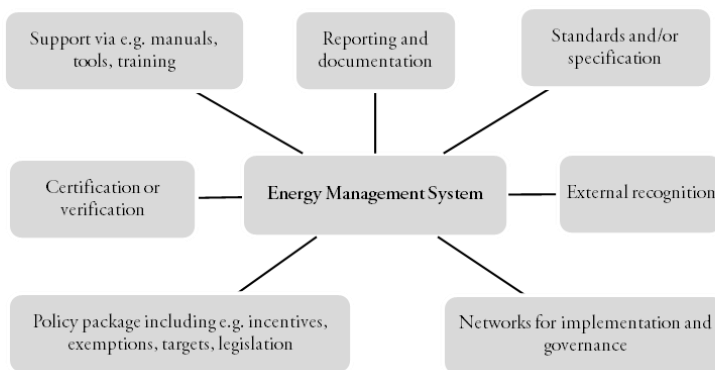 Support via e.g. manuals,
tools, training
Reporting and
documentation
Standards and/or
specification
Certification or
verification
Energy Management System
External recognition
Policy package including e.g. incentives,
exemptions, targets, legislation
Networks for implementation and
governance